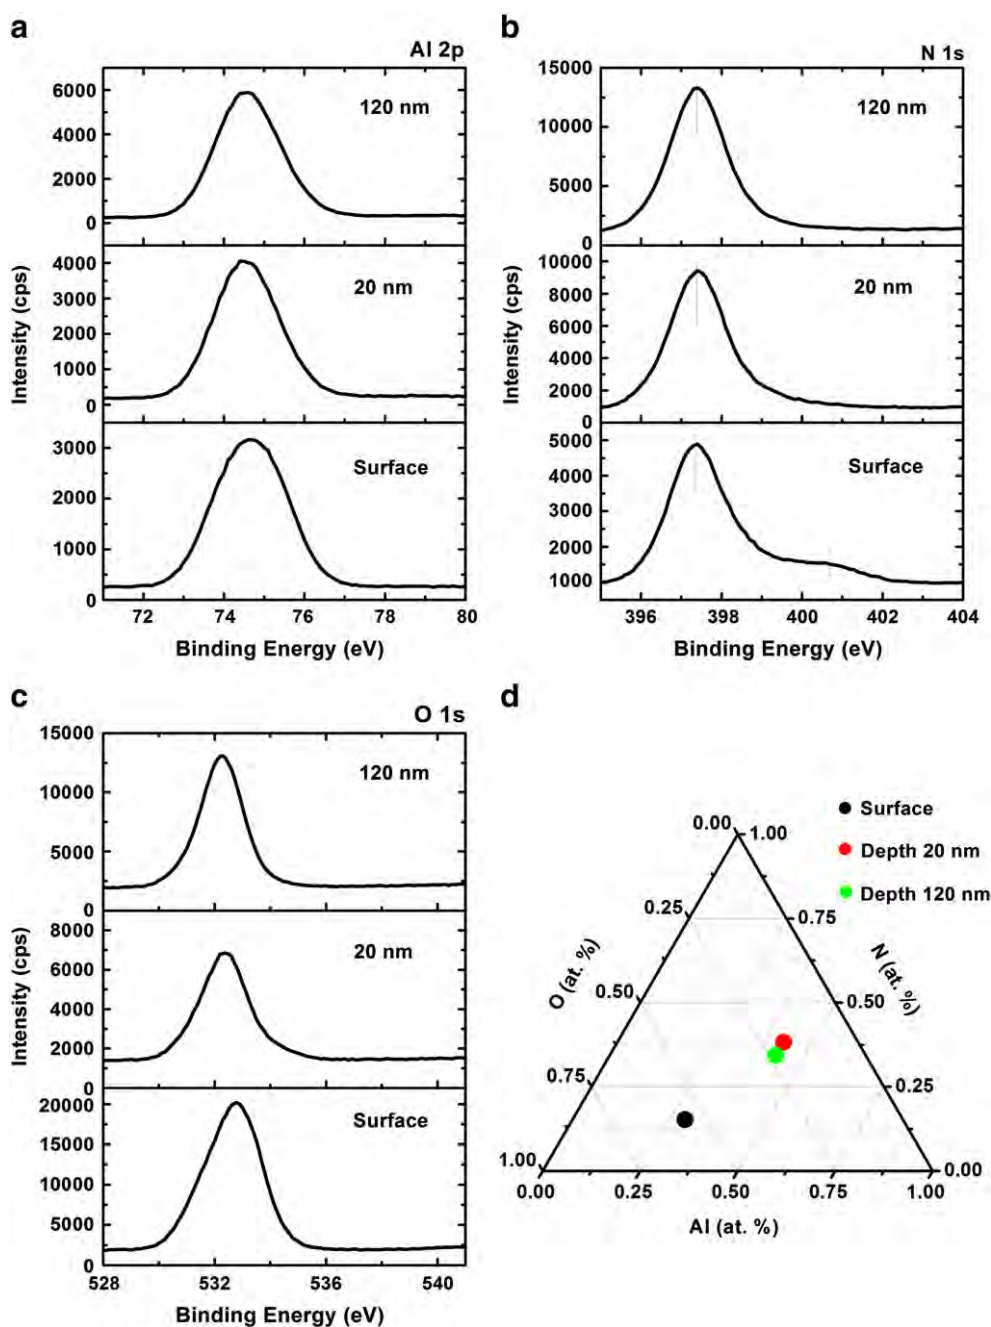 a
Al 2p
6000
4000
2000
0
120 nm
4000
3000
2000
1000
0
20 nm
3000
2000
1000
0
Surface
Intensity (cps)
72 74 76 78 80
Binding Energy (eV)
b
N 1s
15000
10000
5000
0
120 nm
10000
8000
6000
4000
2000
0
20 nm
5000
4000
3000
2000
1000
Surface
Intensity (cps)
396 398 400 402 404
Binding Energy (eV)
c
O 1s
15000
10000
5000
0
120 nm
8000
6000
4000
2000
0
20 nm
20000
15000
10000
5000
0
Surface
Intensity (cps)
528 532 536 540
Binding Energy (eV)
d
Surface
Depth 20 nm
Depth 120 nm
0.00 1.00
0.25 0.75
O (at. %)
N (at. %)
0.50 0.50
0.75 0.25
1.00 0.00
0.00 0.25 0.50 0.75 1.00
Al (at. %)